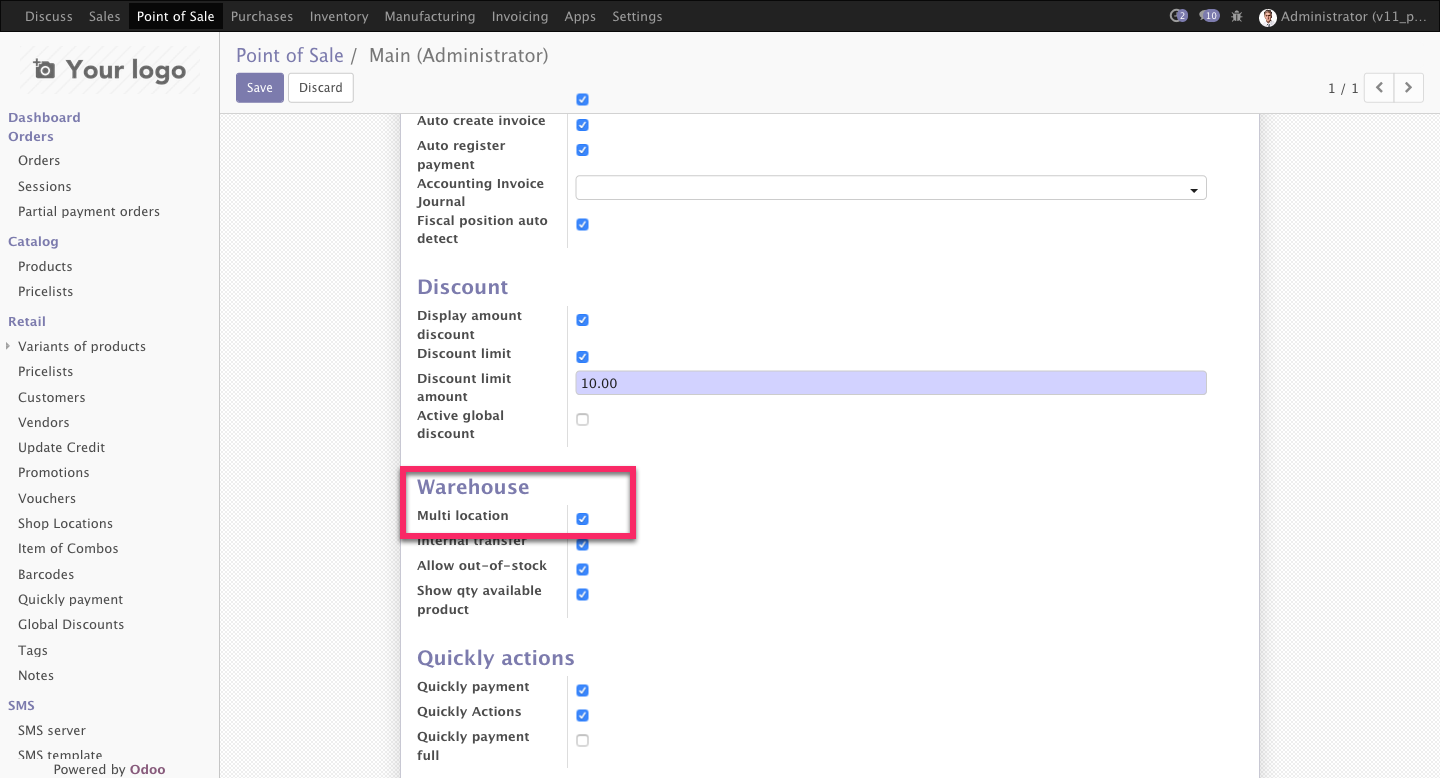 Discuss Sales Point of Sale Purchases Inventory Manufacturing Invoicing Apps Settings 2 10 Administrator (v11_p...
Your logo
Dashboard
Orders
Orders
Sessions
Partial payment orders
Catalog
Products
Pricelists
Retail
Variants of products
Pricelists
Customers
Vendors
Update Credit
Promotions
Vouchers
Shop Locations
Item of Combos
Barcodes
Quickly payment
Global Discounts
Tags
Notes
SMS
SMS server
SMS template
Powered by Odoo
Point of Sale / Main (Administrator)
Save Discard
1 / 1
Auto create invoice
Auto register
payment
Accounting Invoice
Journal
Fiscal position auto
detect
Discount
Display amount
discount
Discount limit
Discount limit
amount
10.00
Active global
discount
Warehouse
Multi location
Internal transfer
Allow out-of-stock
Show qty available
product
Quickly actions
Quickly payment
Quickly Actions
Quickly payment
full